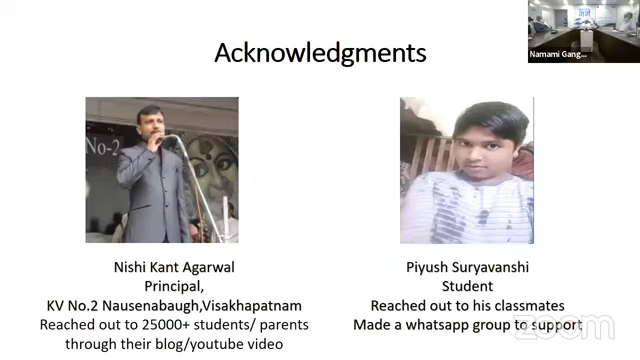 Acknowledgments
Namami Gang...
No-2
Nishi Kant Agarwal
Principal,
KV No.2 Nausenabaugh,Visakhapatnam
Reached out to 25000+ students/ parents
through their blog/youtube video
Piyush Suryavanshi
Student
Reached out to his classmates
Made a whatsapp group to support
zoom